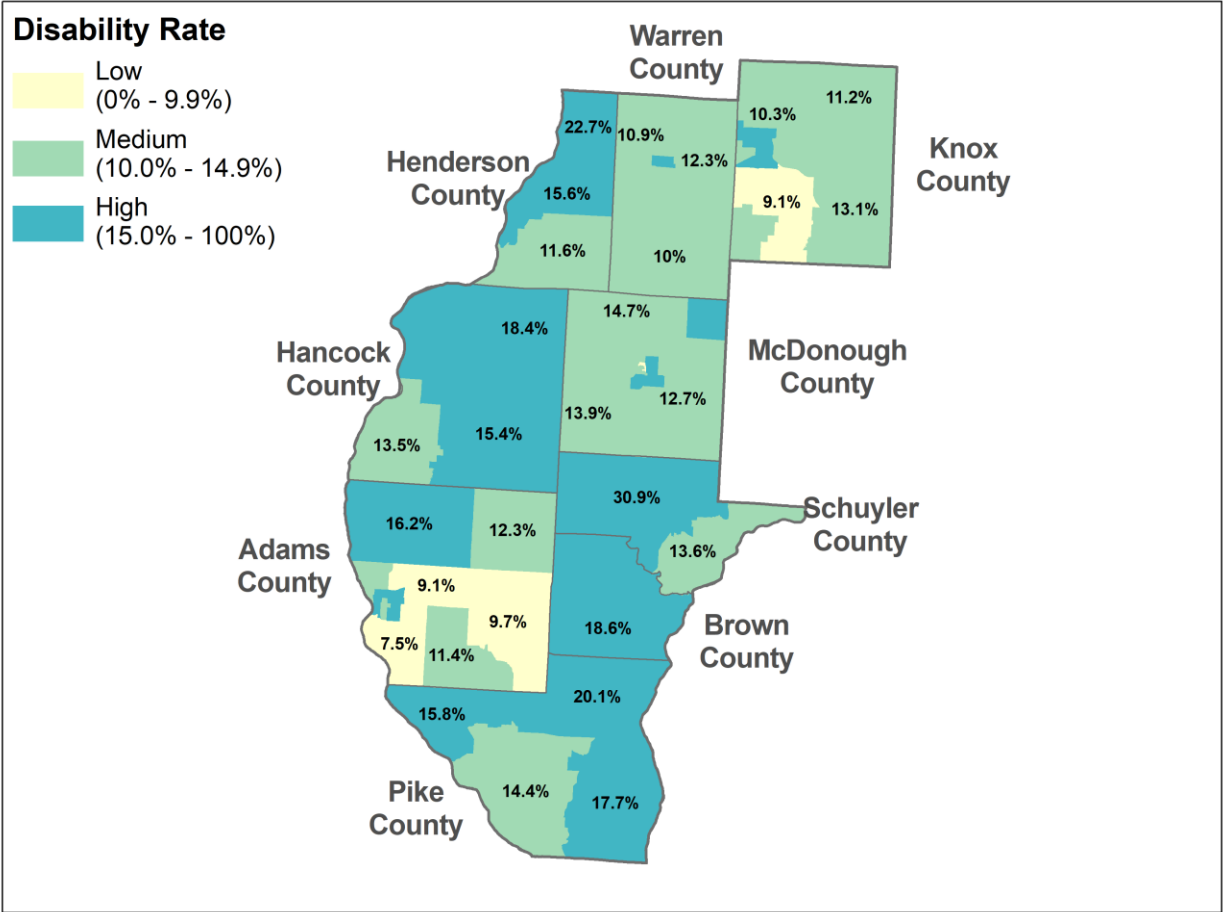 Disability Rate
Low
(0% - 9.9%)
Medium
(10.0% - 14.9%)
High
(15.0% - 100%)
Warren
County
11.2%
10.3%
22.7%
10.9%
12.3%
Knox
County
Henderson
County
15.6%
9.1%
13.1%
11.6%
10%
14.7%
18.4%
Hancock
County
McDonough
County
12.7%
13.9%
15.4%
13.5%
30.9%
Schuyler
County
16.2%
12.3%
13.6%
Adams
County
9.1%
9.7%
18.6%
Brown
County
7.5%
11.4%
20.1%
15.8%
Pike
County
14.4%
17.7%